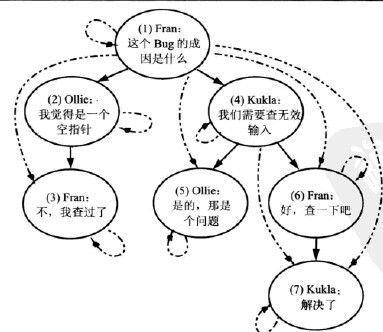 (1) Fran：
这个 Bug 的成
因是什么
(2) Ollie：
我觉得是一个
空指针
(4) Kukla：
我们需要查无效
输入
(3) Fran：
不，我查过了
(5) Ollie：
是的，那是
个问题
(6) Fran：
好，查一下吧
(7) Kukla：
解决了